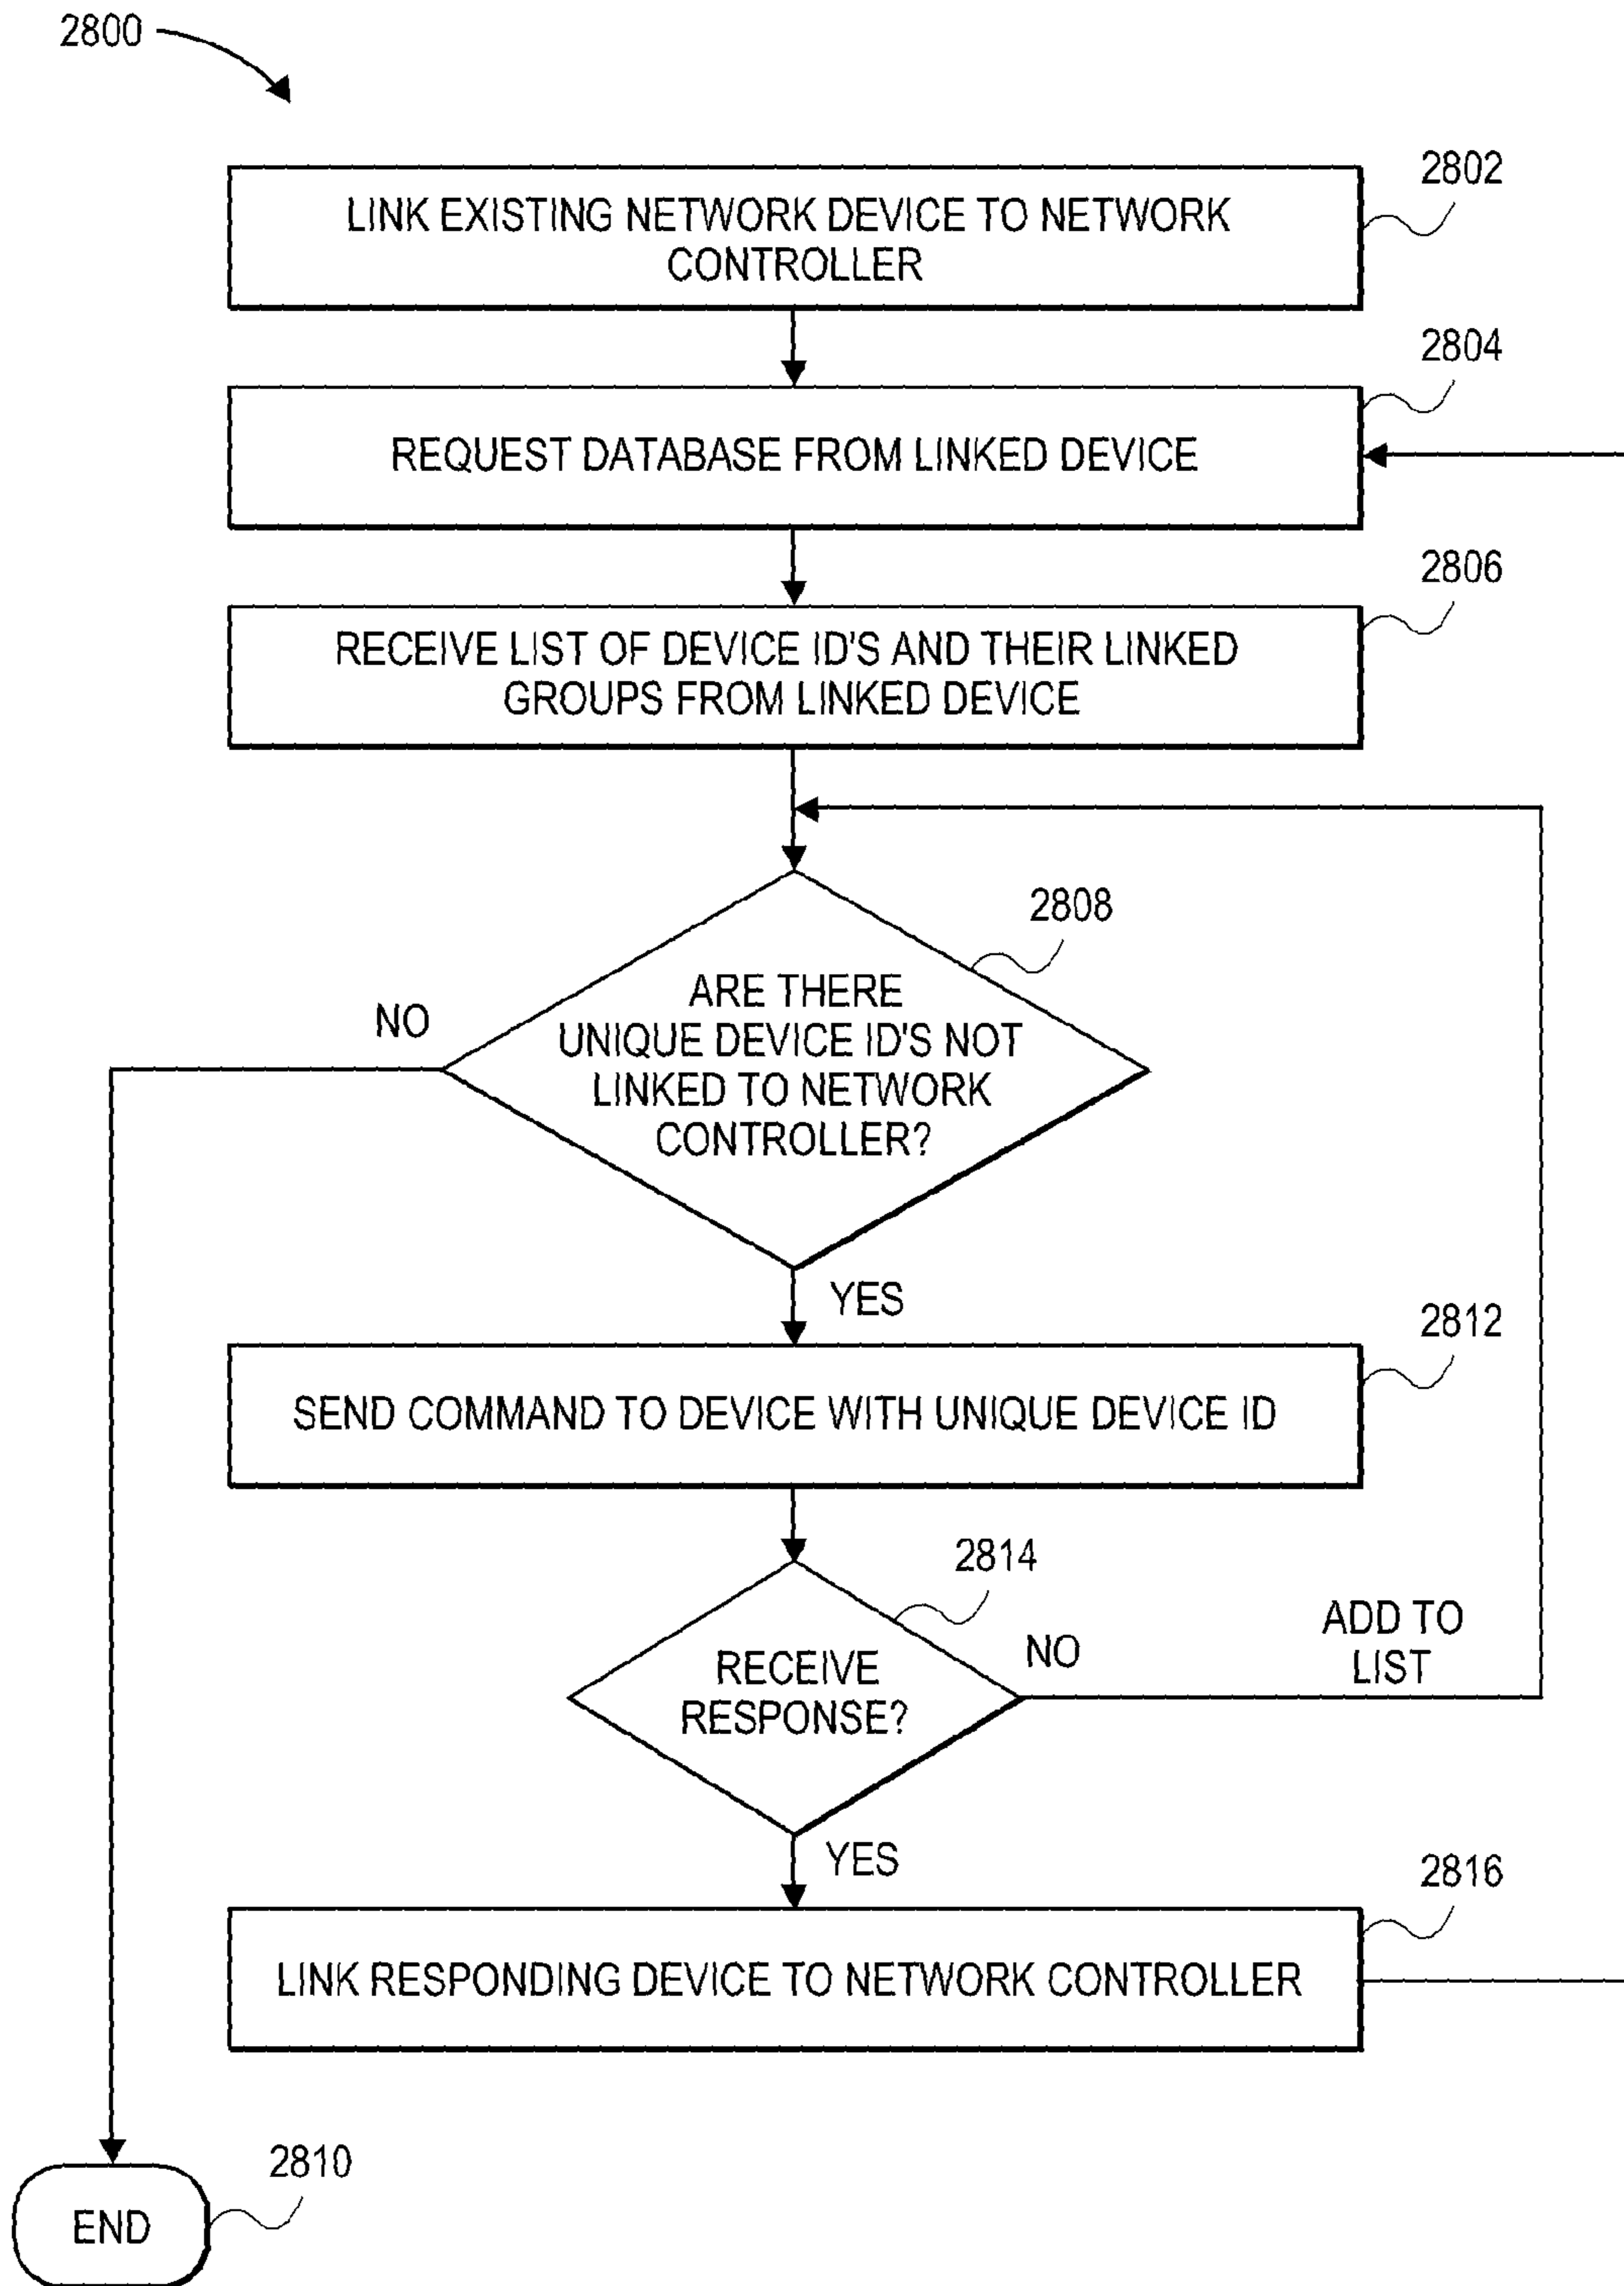 2800
2802
LINK EXISTING NETWORK DEVICE TO NETWORK
CONTROLLER
2804
REQUEST DATABASE FROM LINKED DEVICE
2806
RECEIVE LIST OF DEVICE ID'S AND THEIR LINKED
GROUPS FROM LINKED DEVICE
2808
NO
ARE THERE
UNIQUE DEVICE ID'S NOT
LINKED TO NETWORK
CONTROLLER?
YES
2812
SEND COMMAND TO DEVICE WITH UNIQUE DEVICE ID
2814
RECEIVE
RESPONSE?
NO
ADD TO
LIST
YES
2816
LINK RESPONDING DEVICE TO NETWORK CONTROLLER
2810
END